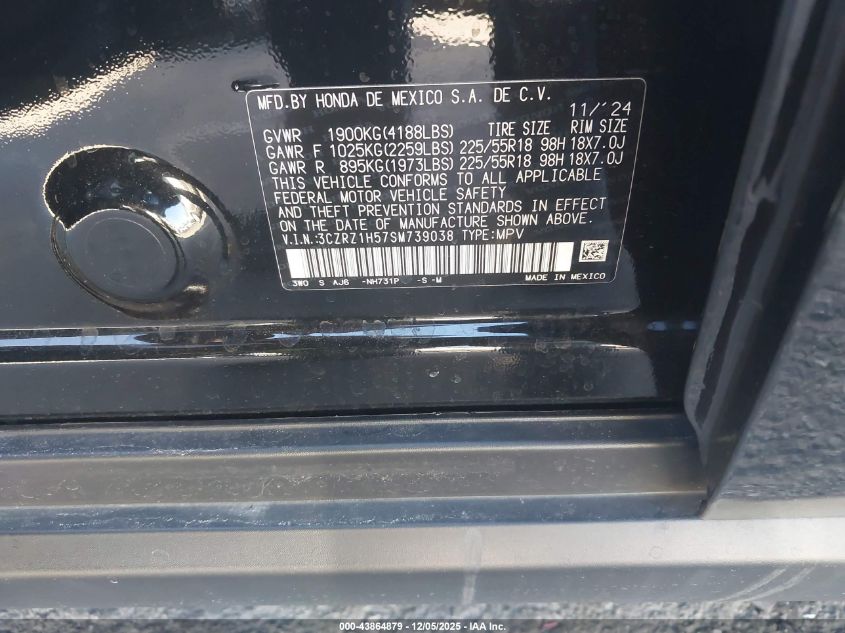 MFD.BY HONDA DE MEXICO S.A. DE C.V.
11/'24
GVWR 1900KG(4188LBS) TIRE SIZE RIM SIZE
GAWR F 1025KG(2259LBS) 225/55R18 98H 18X7.0J
GAWR R 895KG(1973LBS) 225/55R18 98H 18X7.0J
THIS VEHICLE CONFORMS TO ALL APPLICABLE
FEDERAL MOTOR VEHICLE SAFETY
AND THEFT PREVENTION STANDARDS IN EFFECT
ON THE DATE OF MANUFACTURE SHOWN ABOVE.
V.I.N.:3CZRZ1H57SM739038 TYPE:MPV
3W0 S AJ6 -NH731P -S -M MADE IN MEXICO
000-43864879 - 12/05/2025 - IAA Inc.